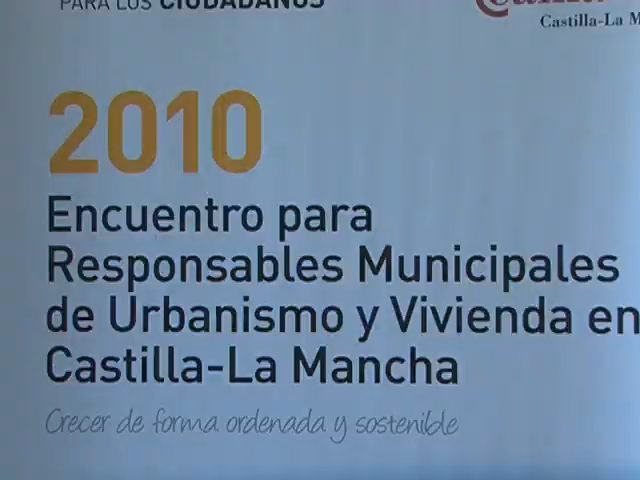 PARA LOS CIUDADANOS
Castilla-La M
2010
Encuentro para
Responsables Municipales
de Urbanismo y Vivienda en
Castilla-La Mancha
Crecer de forma ordenada y sostenible